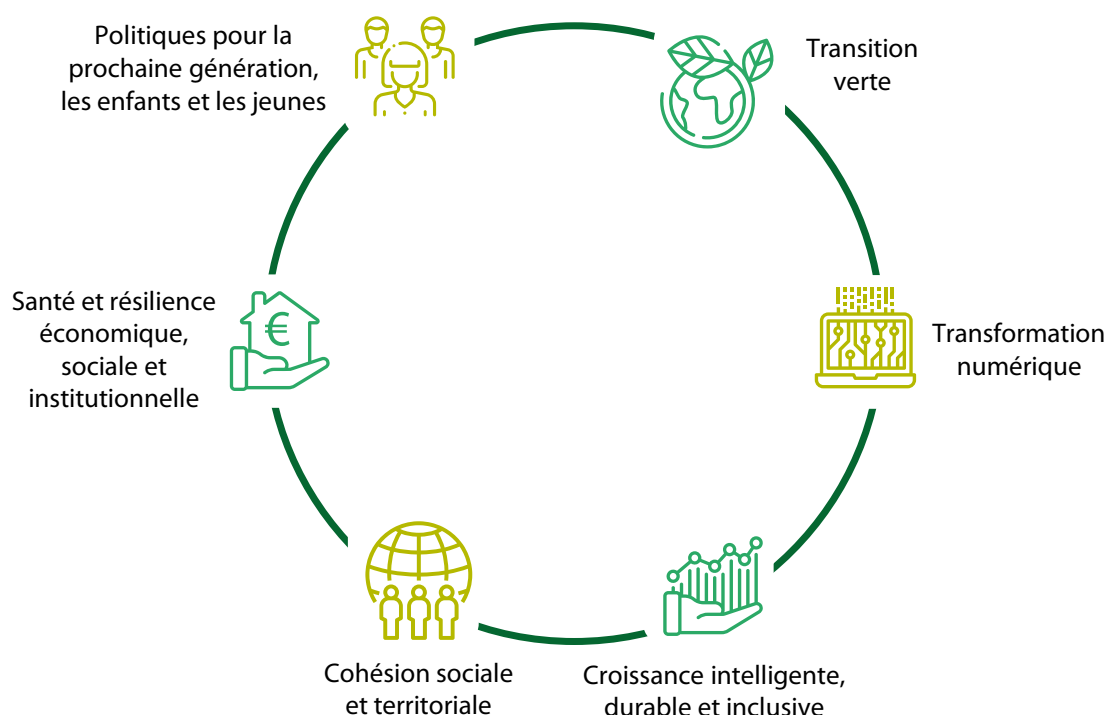 Politiques pour la
prochaine génération,
les enfants et les jeunes
Transition
verte
Santé et résilience
économique,
sociale et
institutionnelle
€
Transformation
numérique
Cohésion sociale
et territoriale
Croissance intelligente,
durable et inclusive